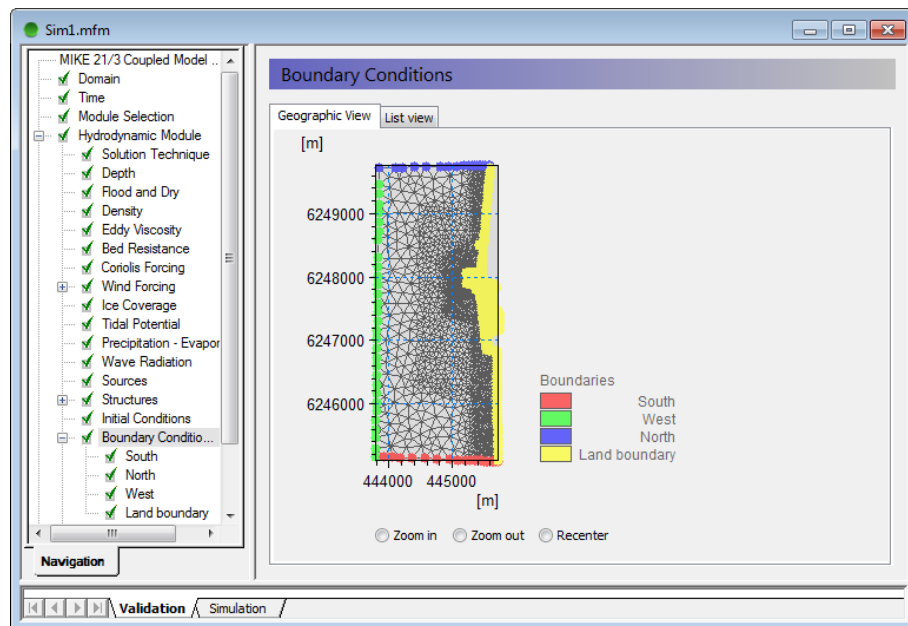 Sim1.mfm
MIKE 21/3 Coupled Model ..
Domain
Time
Module Selection
Hydrodynamic Module
Solution Technique
Depth
Flood and Dry
Density
Eddy Viscosity
Bed Resistance
Coriolis Forcing
Wind Forcing
Ice Coverage
Tidal Potential
Precipitation - Evapor
Wave Radiation
Sources
Structures
Initial Conditions
Boundary Conditio...
South
North
West
Land boundary
Navigation
Boundary Conditions
Geographic View List view
[m]
6249000
6248000
6247000
6246000
444000 445000
[m]
Boundaries
South
West
North
Land boundary
Zoom in Zoom out Recenter
Validation Simulation